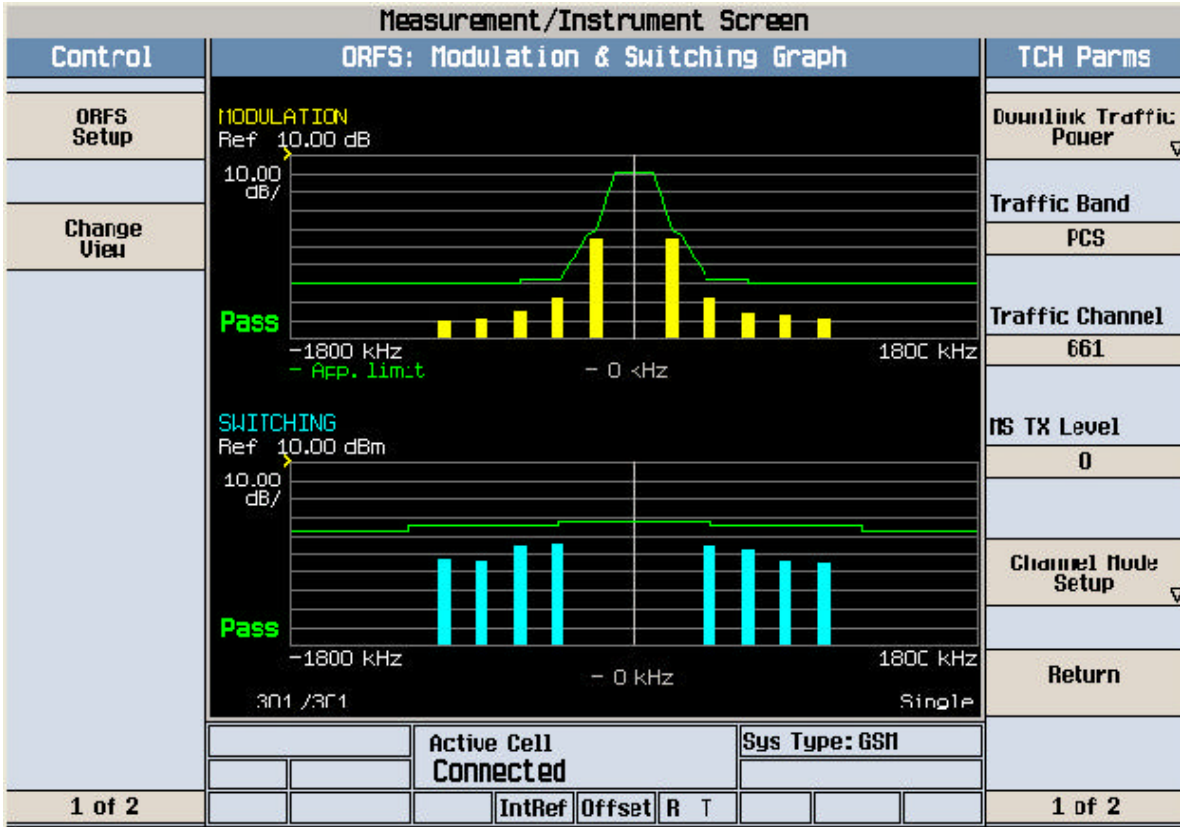 Measurement/Instrument Screen
Control
ORFS: Modulation & Switching Graph
TCH Parms
ORFS
Setup
Change
View
1 of 2
MODULATION
Ref 10.00 dB
10.00
dB/
Pass
-1800 kHz
1800 kHz
- App. limit
- 0 kHz
SWITCHING
Ref 10.00 dBm
10.00
dB/
Pass
-1800 kHz
1800 kHz
- 0 kHz
301 /301
Single
Active Cell
Connected
Sys Type: GSM
IntRef
Offset
R T
Downlink Traffic
Power
Traffic Band
PCS
Traffic Channel
661
MS TX Level
0
Channel Mode
Setup
Return
1 of 2